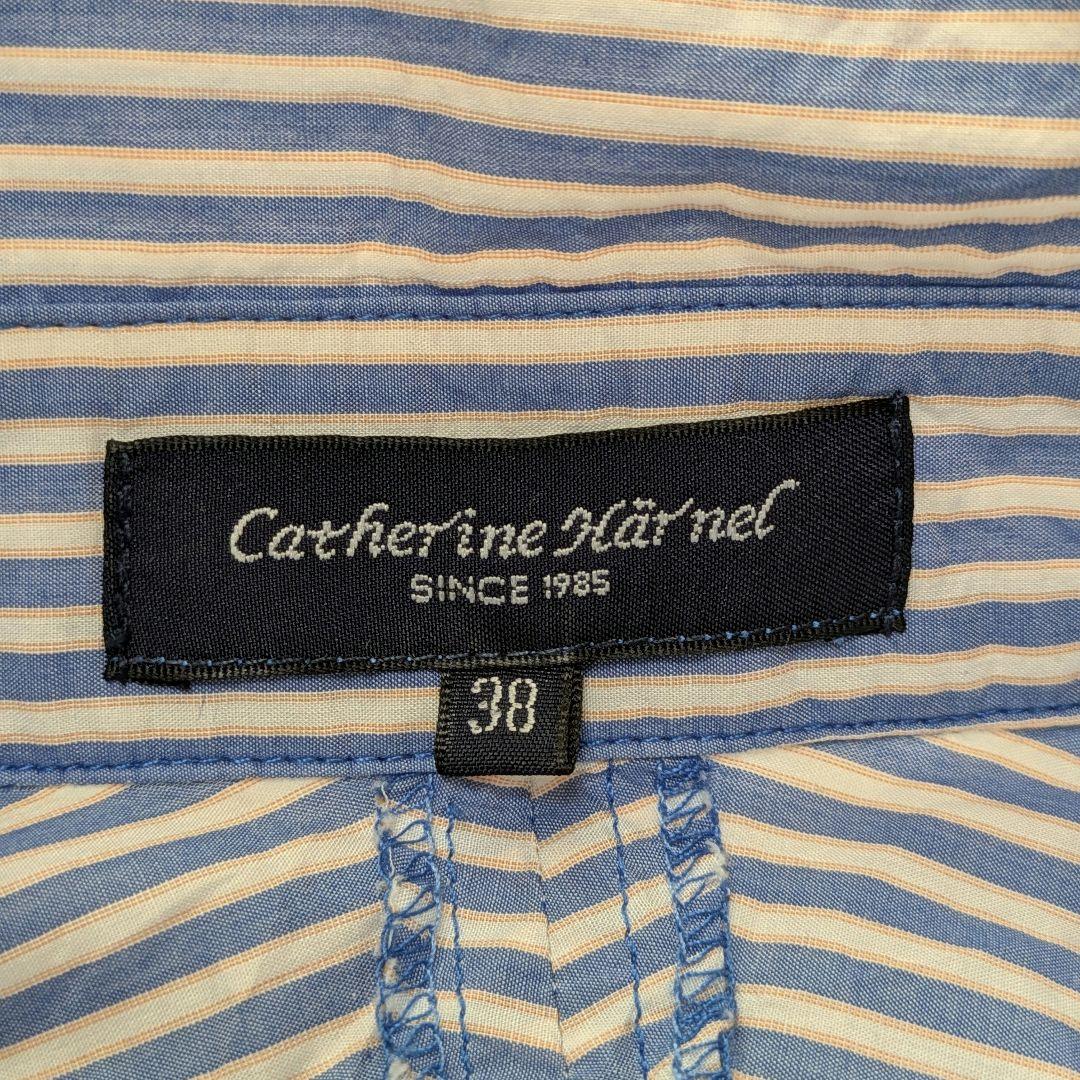 Catherine Härnel
SINCE 1985
38